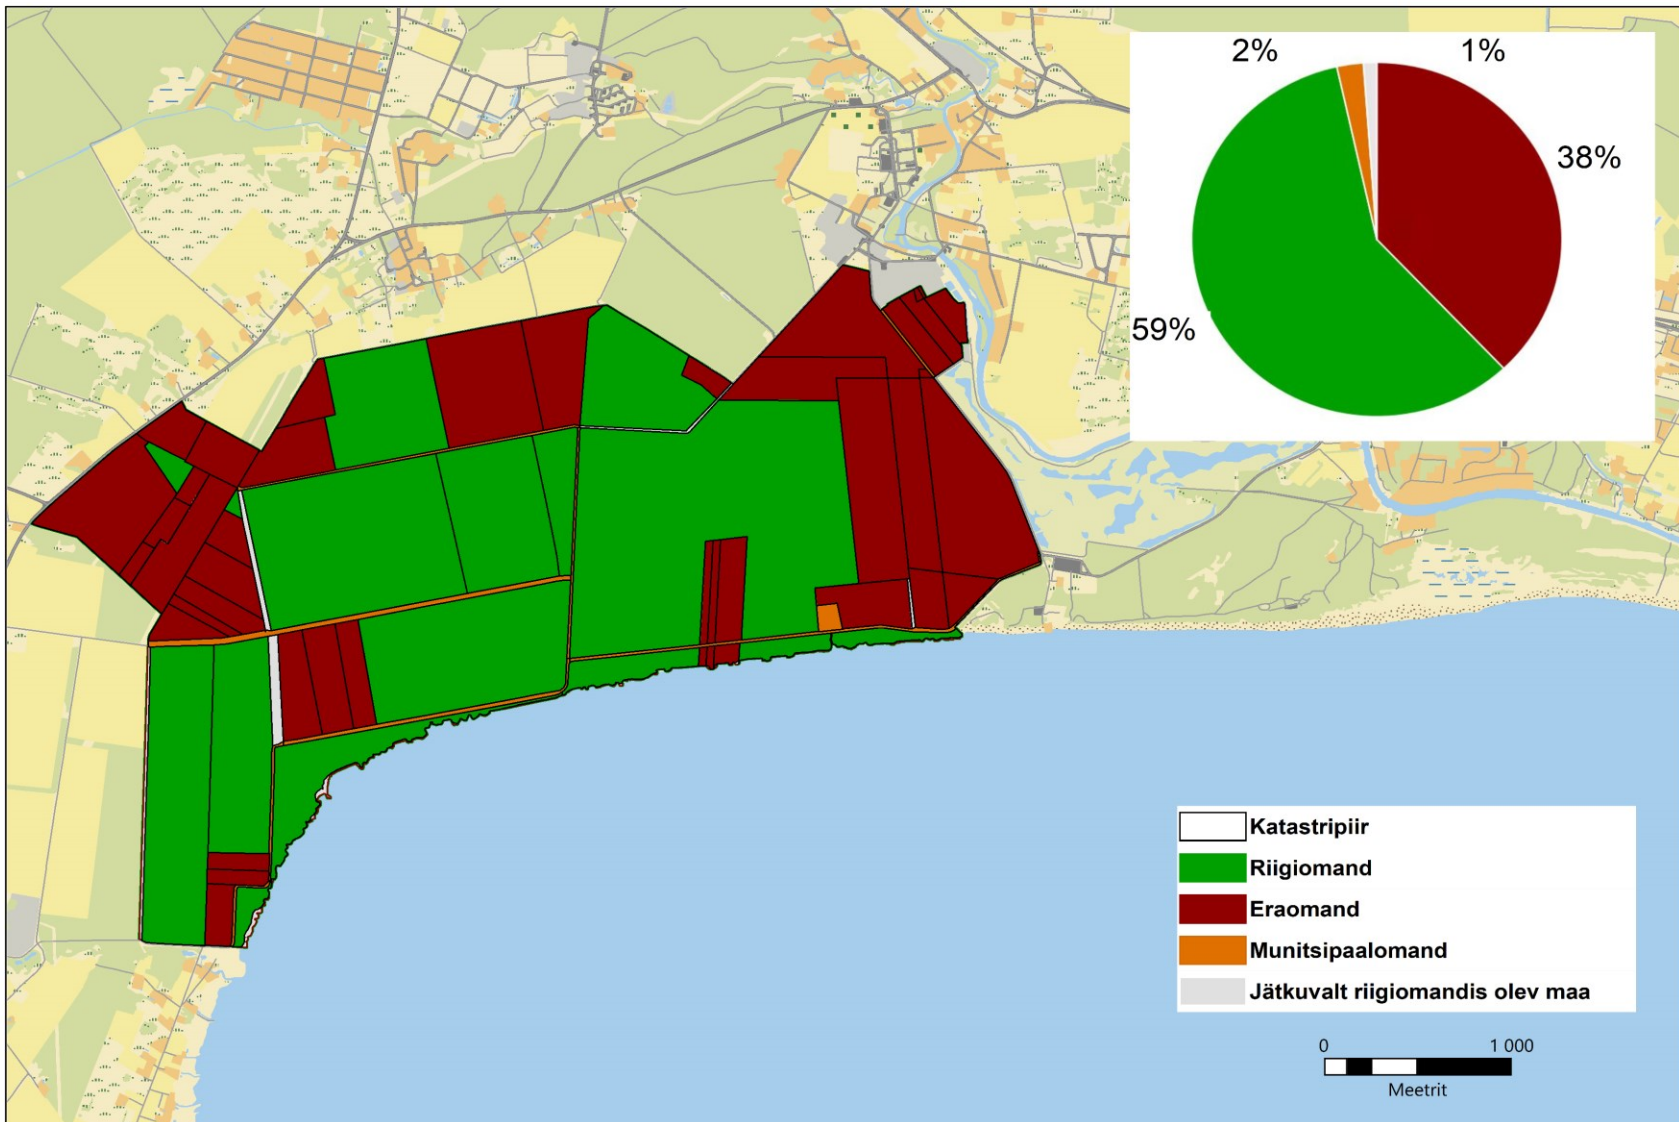 2%
1%
38%
59%
Katastripiir
Riigiomand
Eraomand
Munitsipaalomand
Jätkuvalt riigiomandis olev maa
0 1 000
Meetrit